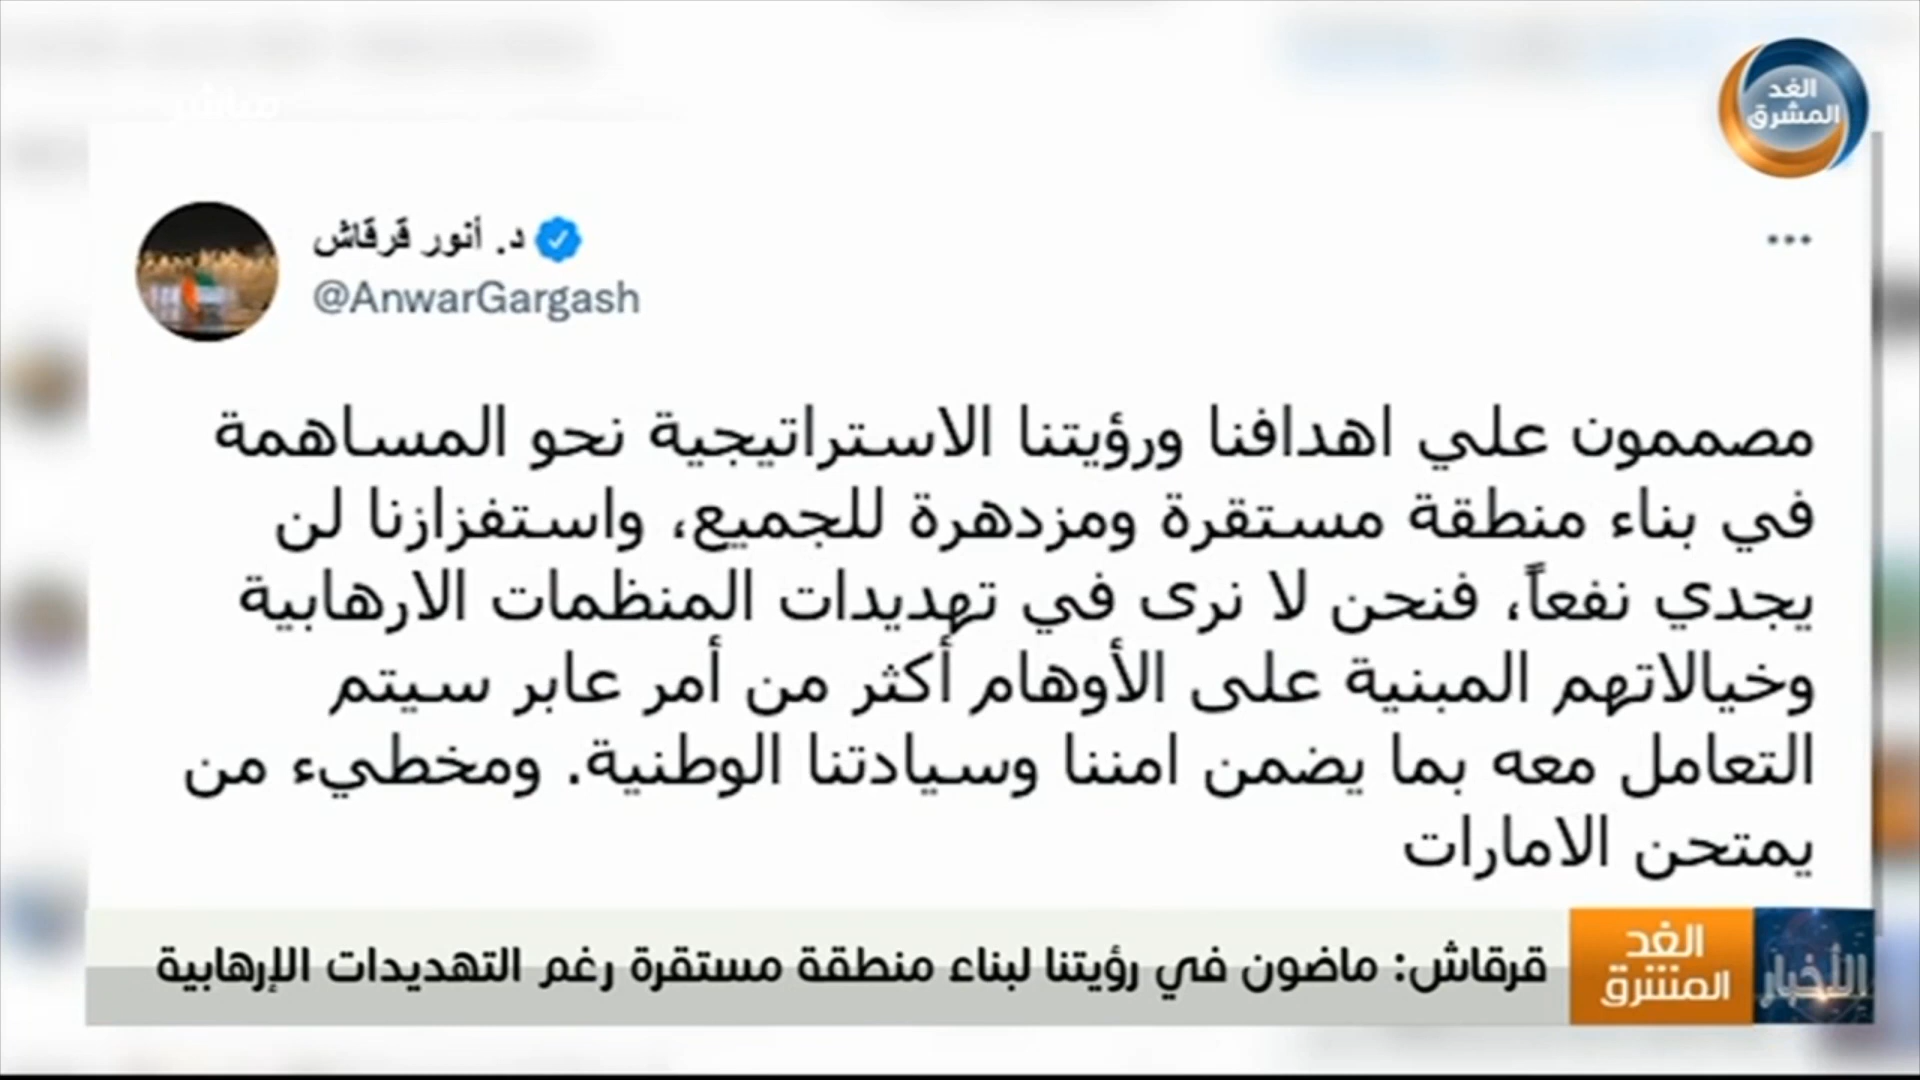 مباشر
الغد
المشرق
د. أنور قرقاش
@AnwarGargash
مصممون علي اهدافنا ورؤيتنا الاستراتيجية نحو المساهمة
في بناء منطقة مستقرة ومزدهرة للجميع، واستفزازنا لن
يجدي نفعاً، فنحن لا نرى في تهديدات المنظمات الارهابية
وخيالاتهم المبنية على الأوهام أكثر من أمر عابر سيتم
التعامل معه بما يضمن امننا وسيادتنا الوطنية. ومخطيء من
يمتحن الامارات
الأخبار
الغد
المشرق
قرقاش: ماضون في رؤيتنا لبناء منطقة مستقرة رغم التهديدات الإرهابية